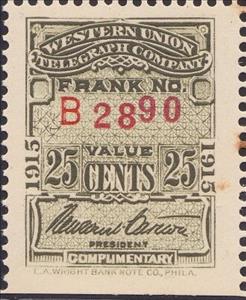 WESTERN UNION
TELEGRAPH COMPANY
FRANK NO.
B 2890
1915
VALUE
1915
25 CENTS 25
PRESIDENT
COMPLIMENTARY
L.A. WRIGHT BANK NOTE CO., PHILA.